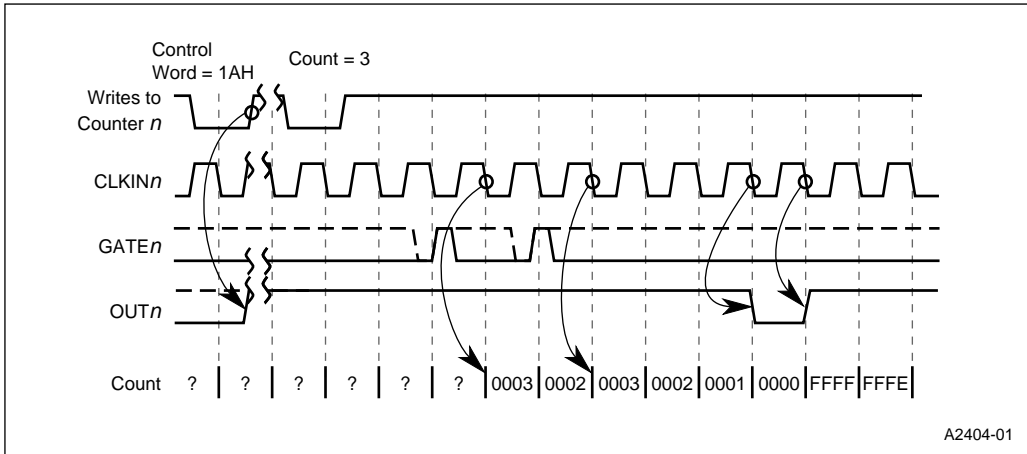 Control
Word = 1AH
Count = 3
Writes to
Counter n
CLKINn
GATEn
OUTn
Count ? ? ? ? ? ? 0003 0002 0003 0002 0001 0000 FFFF FFFE
A2404-01